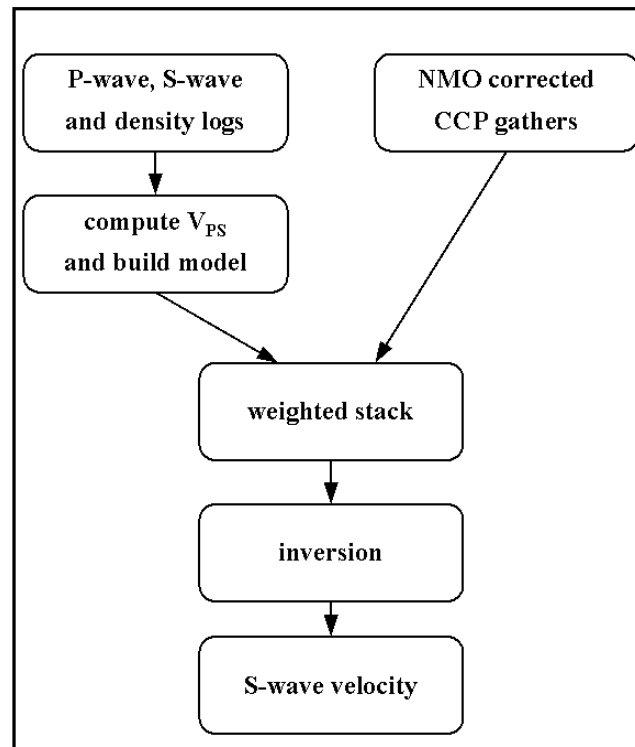 P-wave, S-wave
and density logs
NMO corrected
CCP gathers
compute V_PS
and build model
weighted stack
inversion
S-wave velocity